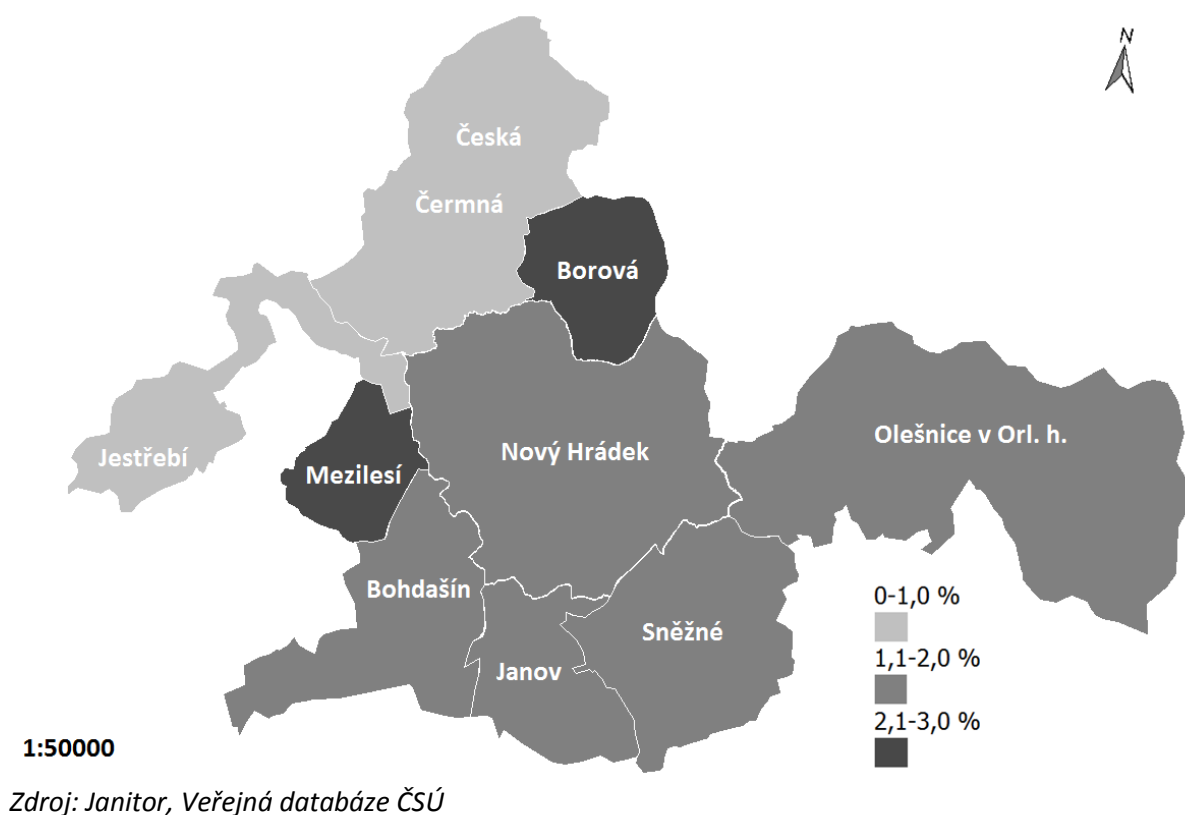 N
Česká
Čermná
Borová
Olešnice v Orl. h.
Nový Hrádek
Jestřebí
Mezilesí
Bohdašín
Sněžné
Janov
0-1,0 %
1,1-2,0 %
2,1-3,0 %
1:50000
Zdroj: Janitor, Veřejná databáze ČSÚ